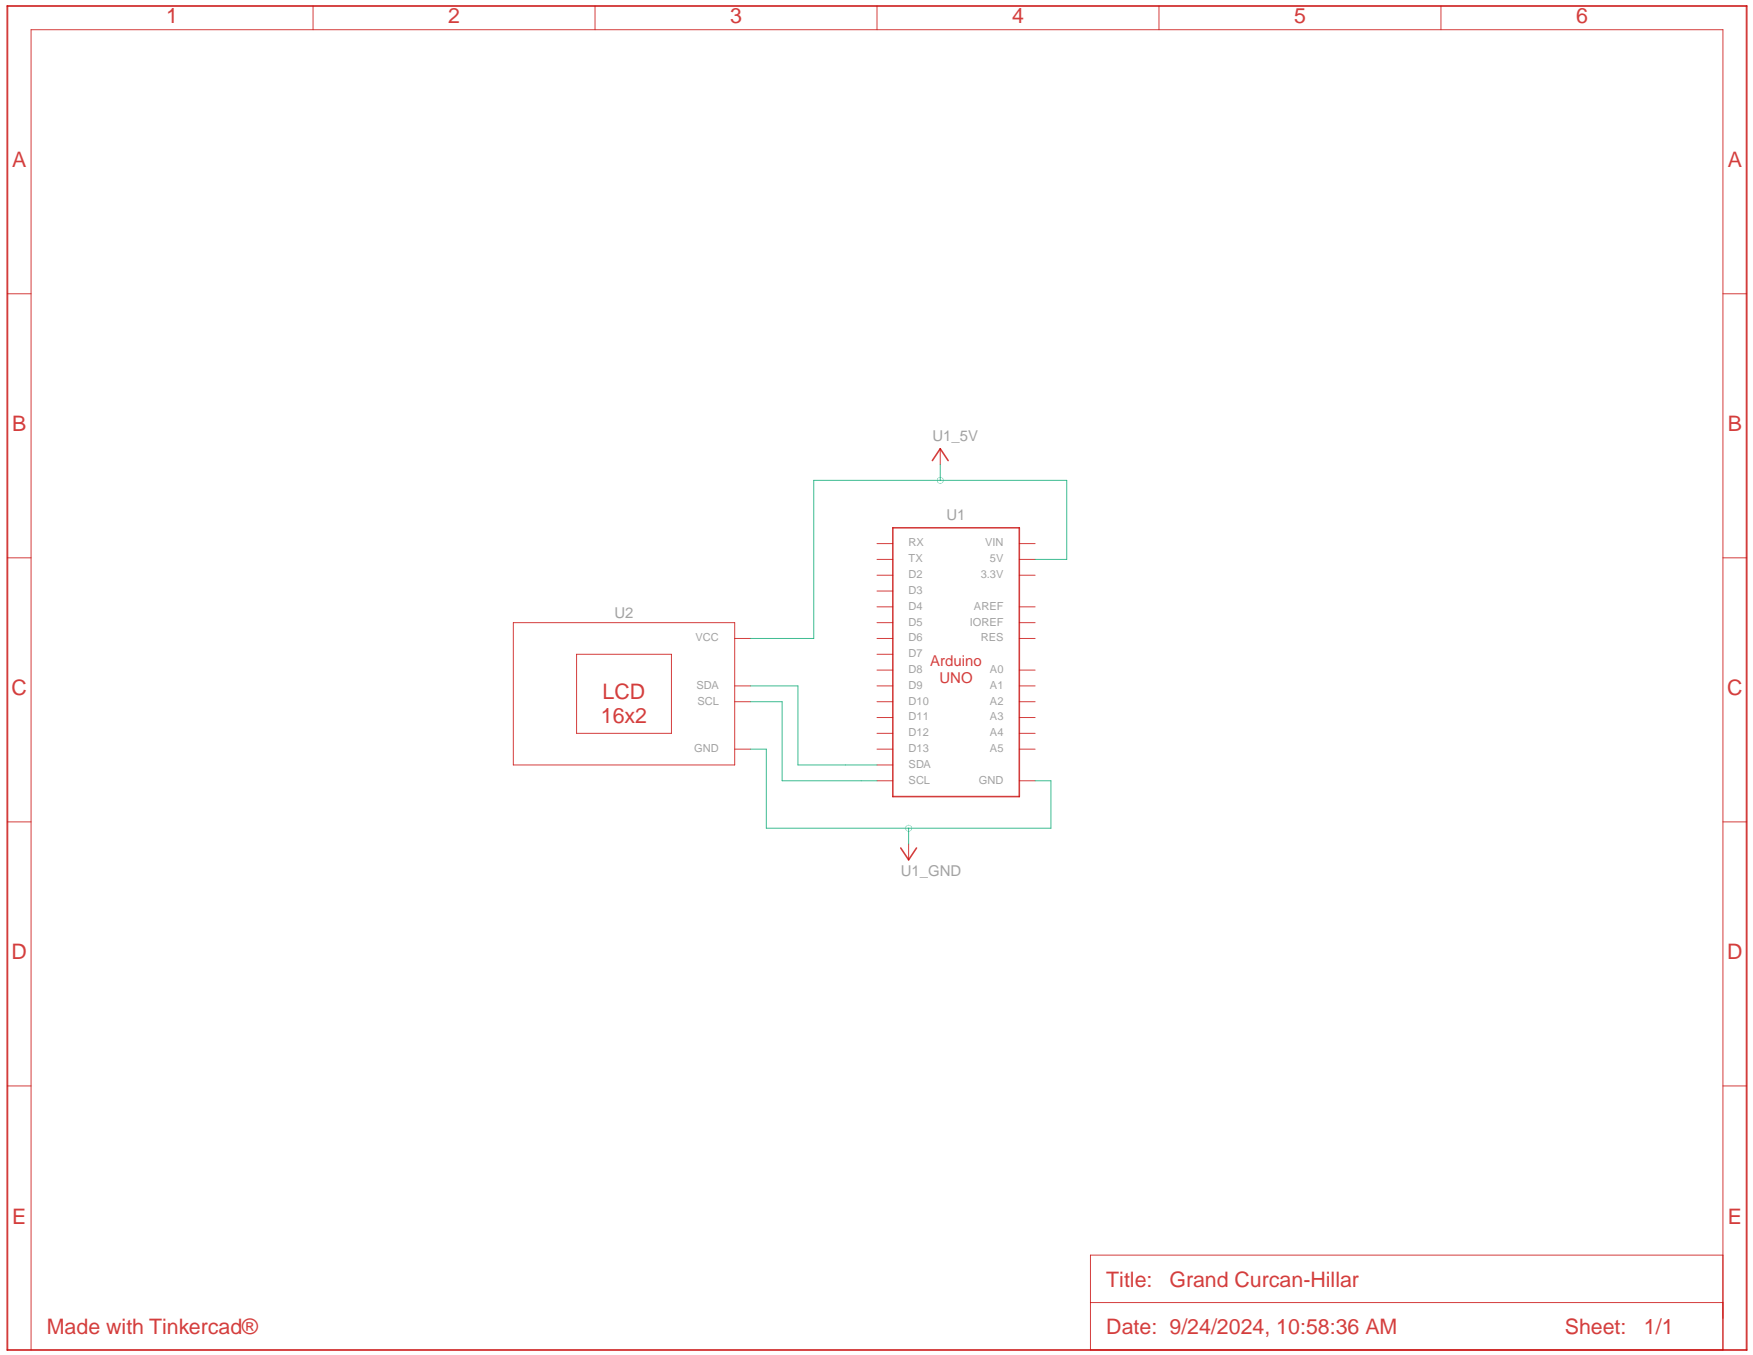 1 2 3 4 5 6
A A
B B
U1_5V
U1
RX VIN
TX 5V
D2 3.3V
D3
D4 AREF
D5 IOREF
U2
D6 RES
VCC
D7
Arduino
D8 A0
UNO
C C
SDA
D9 A1
LCD
SCL
D10 A2
16x2
D11 A3
D12 A4
GND
D13 A5
SDA
SCL GND
U1_GND
D D
E E
Title: Grand Curcan-Hillar
Made with Tinkercad®
Date: 9/24/2024, 10:58:36 AM Sheet: 1/1